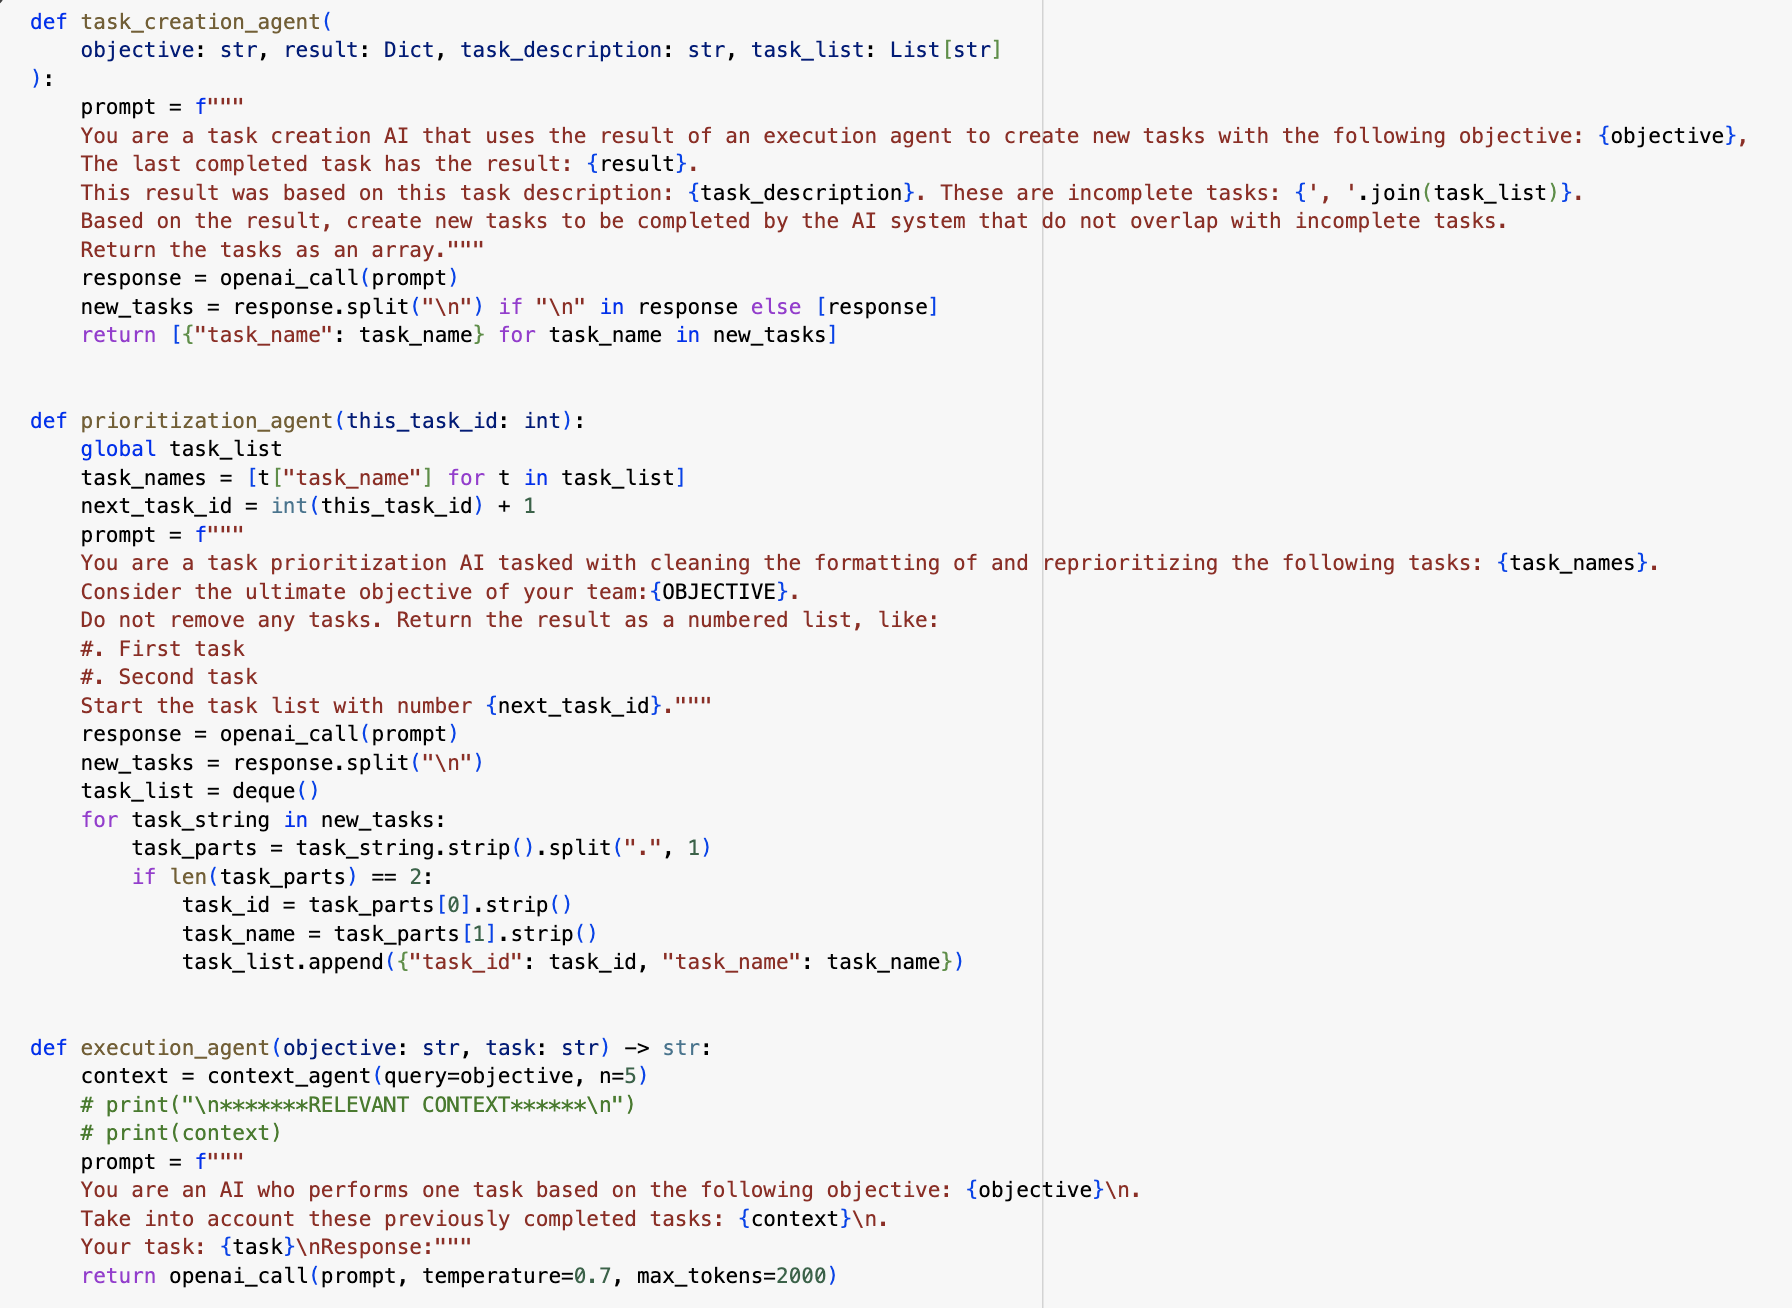 def task_creation_agent(
    objective: str, result: Dict, task_description: str, task_list: List[str]
):
    prompt = f"""
    You are a task creation AI that uses the result of an execution agent to create new tasks with the following objective: {objective},
    The last completed task has the result: {result}.
    This result was based on this task description: {task_description}. These are incomplete tasks: {', '.join(task_list)}.
    Based on the result, create new tasks to be completed by the AI system that do not overlap with incomplete tasks.
    Return the tasks as an array."""
    response = openai_call(prompt)
    new_tasks = response.split("\n") if "\n" in response else [response]
    return [{"task_name": task_name} for task_name in new_tasks]


def prioritization_agent(this_task_id: int):
    global task_list
    task_names = [t["task_name"] for t in task_list]
    next_task_id = int(this_task_id) + 1
    prompt = f"""
    You are a task prioritization AI tasked with cleaning the formatting of and reprioritizing the following tasks: {task_names}.
    Consider the ultimate objective of your team:{OBJECTIVE}.
    Do not remove any tasks. Return the result as a numbered list, like:
    #. First task
    #. Second task
    Start the task list with number {next_task_id}."""
    response = openai_call(prompt)
    new_tasks = response.split("\n")
    task_list = deque()
    for task_string in new_tasks:
        task_parts = task_string.strip().split(".", 1)
        if len(task_parts) == 2:
            task_id = task_parts[0].strip()
            task_name = task_parts[1].strip()
            task_list.append({"task_id": task_id, "task_name": task_name})


def execution_agent(objective: str, task: str) -> str:
    context = context_agent(query=objective, n=5)
    # print("\n*******RELEVANT CONTEXT******\n")
    # print(context)
    prompt = f"""
    You are an AI who performs one task based on the following objective: {objective}\n.
    Take into account these previously completed tasks: {context}\n.
    Your task: {task}\nResponse:"""
    return openai_call(prompt, temperature=0.7, max_tokens=2000)